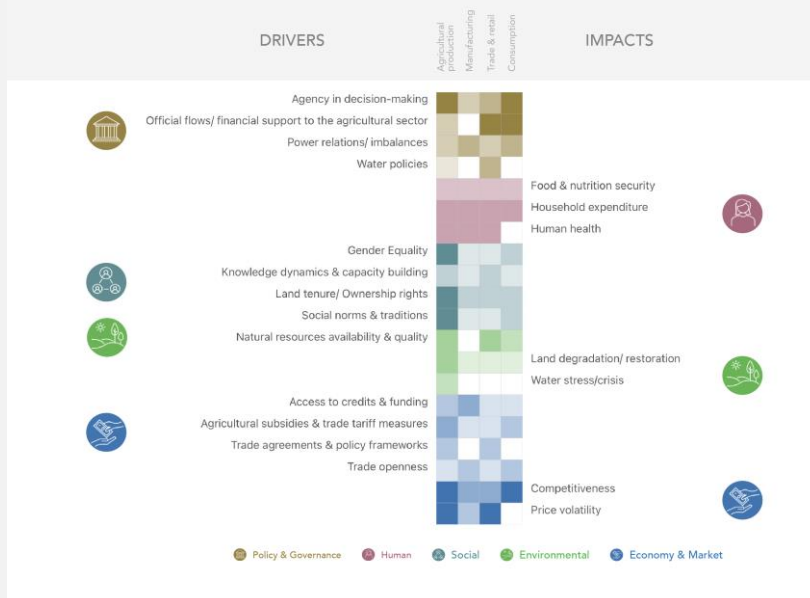 DRIVERS
Agricultural
production
Manufacturing
Trade & retail
Consumption
IMPACTS
Agency in decision-making
Official flows/ financial support to the agricultural sector
Power relations/ imbalances
Water policies
Food & nutrition security
Household expenditure
Human health
Gender Equality
Knowledge dynamics & capacity building
Land tenure/ Ownership rights
Social norms & traditions
Natural resources availability & quality
Land degradation/ restoration
Water stress/crisis
Access to credits & funding
Agricultural subsidies & trade tariff measures
Trade agreements & policy frameworks
Trade openness
Competitiveness
Price volatility
Policy & Governance Human Social Environmental Economy & Market